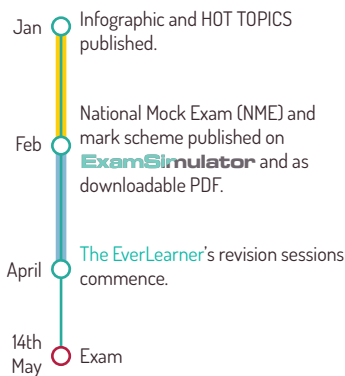 Jan
Infographic and HOT TOPICS
published.
Feb
National Mock Exam (NME) and
mark scheme published on
ExamSimulator and as
downloadable PDF.
April
The EverLearner's revision sessions
commence.
14th
May
Exam